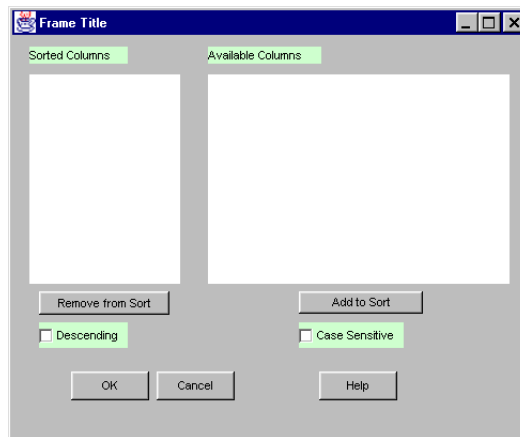 Frame Title
Sorted Columns
Available Columns
Remove from Sort
Add to Sort
Descending
Case Sensitive
OK
Cancel
Help